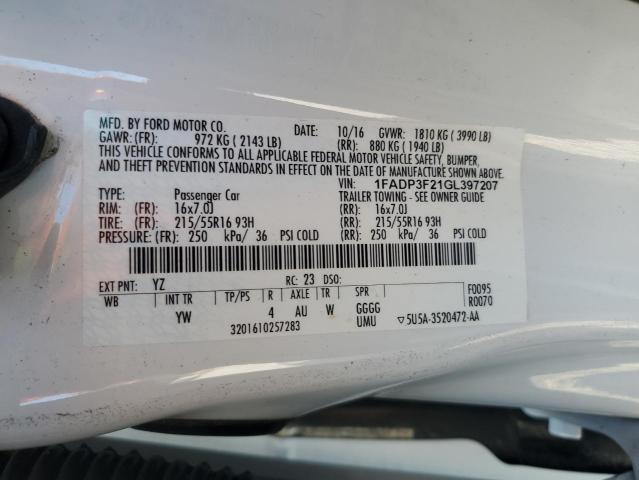 MFD. BY FORD MOTOR CO. DATE: 10/16 GVWR: 1810 KG ( 3990 LB)
GAWR: (FR): 972 KG ( 2143 LB) (RR): 880 KG ( 1940 LB)
THIS VEHICLE CONFORMS TO ALL APPLICABLE FEDERAL MOTOR VEHICLE SAFETY, BUMPER,
AND THEFT PREVENTION STANDARDS IN EFFECT ON THE DATE OF MANUFACTURE SHOWN ABOVE.
VIN: 1FADP3F21GL397207
TYPE: Passenger Car TRAILER TOWING - SEE OWNER GUIDE
RIM: (FR): 16x7.0J (RR): 16x7.0J
TIRE: (FR): 215/55R16 93H (RR): 215/55R16 93H
PRESSURE: (FR): 250 kPa/ 36 PSI COLD (RR): 250 kPa/ 36 PSI COLD
EXT PNT: YZ RC: 23 DSO: F0095
WB INT TR TP/PS R AXLE TR SPR R0070
YW 4 AU W GGGG
3201610257283 UMU ▽5U5A-3520472-AA